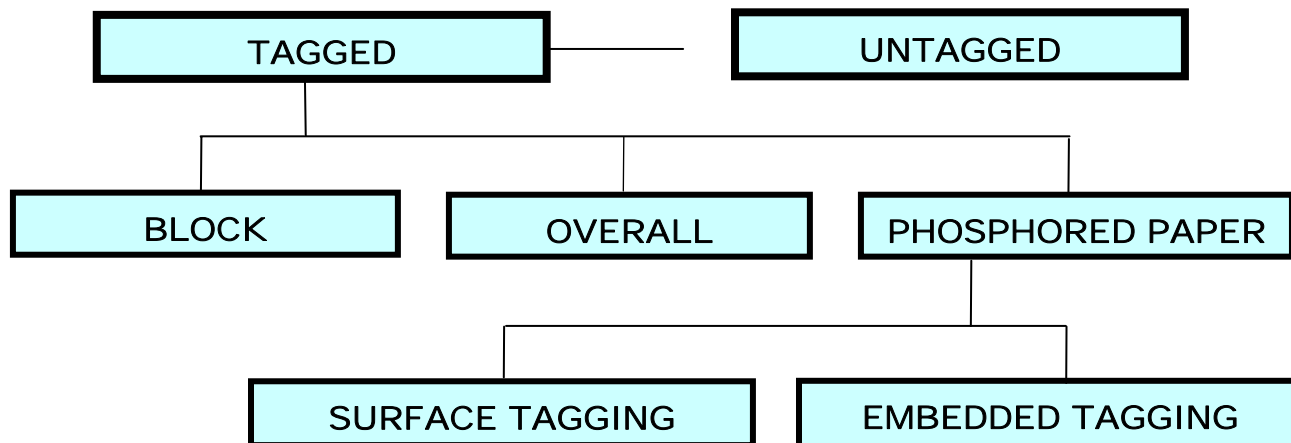 TAGGED
UNTAGGED
BLOCK
OVERALL
PHOSPHORED PAPER
SURFACE TAGGING
EMBEDDED TAGGING